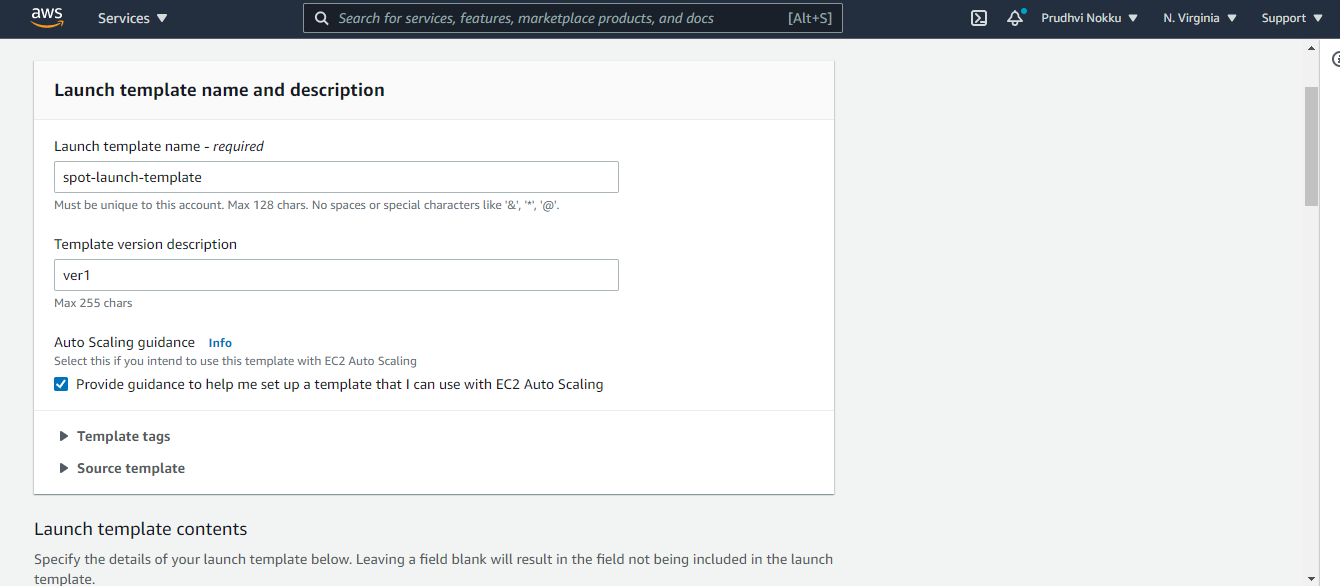 aws
Services
Search for services, features, marketplace products, and docs
[Alt+S]
Prudhvi Nokku
N. Virginia
Support
Launch template name and description
Launch template name - required
spot-launch-template
Must be unique to this account. Max 128 chars. No spaces or special characters like '&', '*', '@'.
Template version description
ver1
Max 255 chars
Auto Scaling guidance Info
Select this if you intend to use this template with EC2 Auto Scaling
Provide guidance to help me set up a template that I can use with EC2 Auto Scaling
Template tags
Source template
Launch template contents
Specify the details of your launch template below. Leaving a field blank will result in the field not being included in the launch
template.